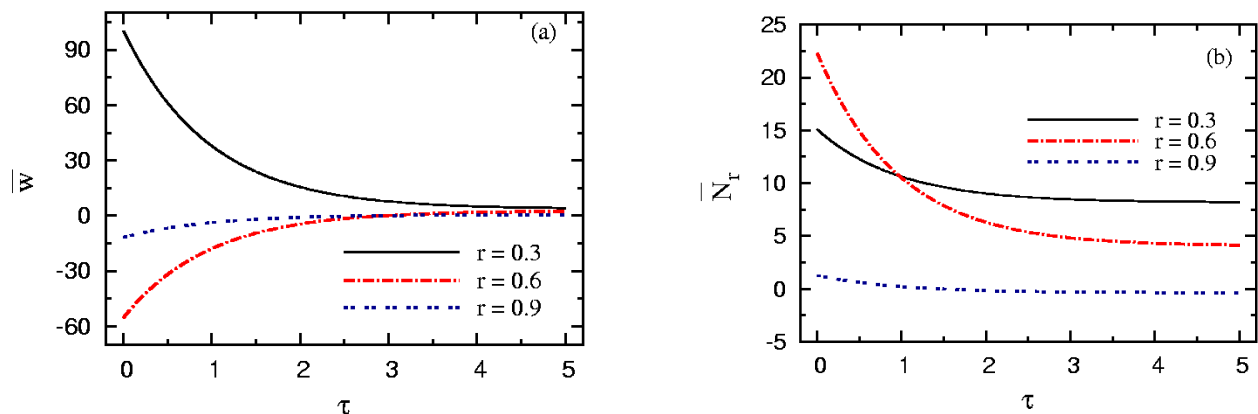 (a)
90
60
30
0
-30
-60
w̅
r = 0.3
r = 0.6
r = 0.9
0 1 2 3 4 5
τ
(b)
25
20
15
10
5
0
-5
N̅r
r = 0.3
r = 0.6
r = 0.9
0 1 2 3 4 5
τ